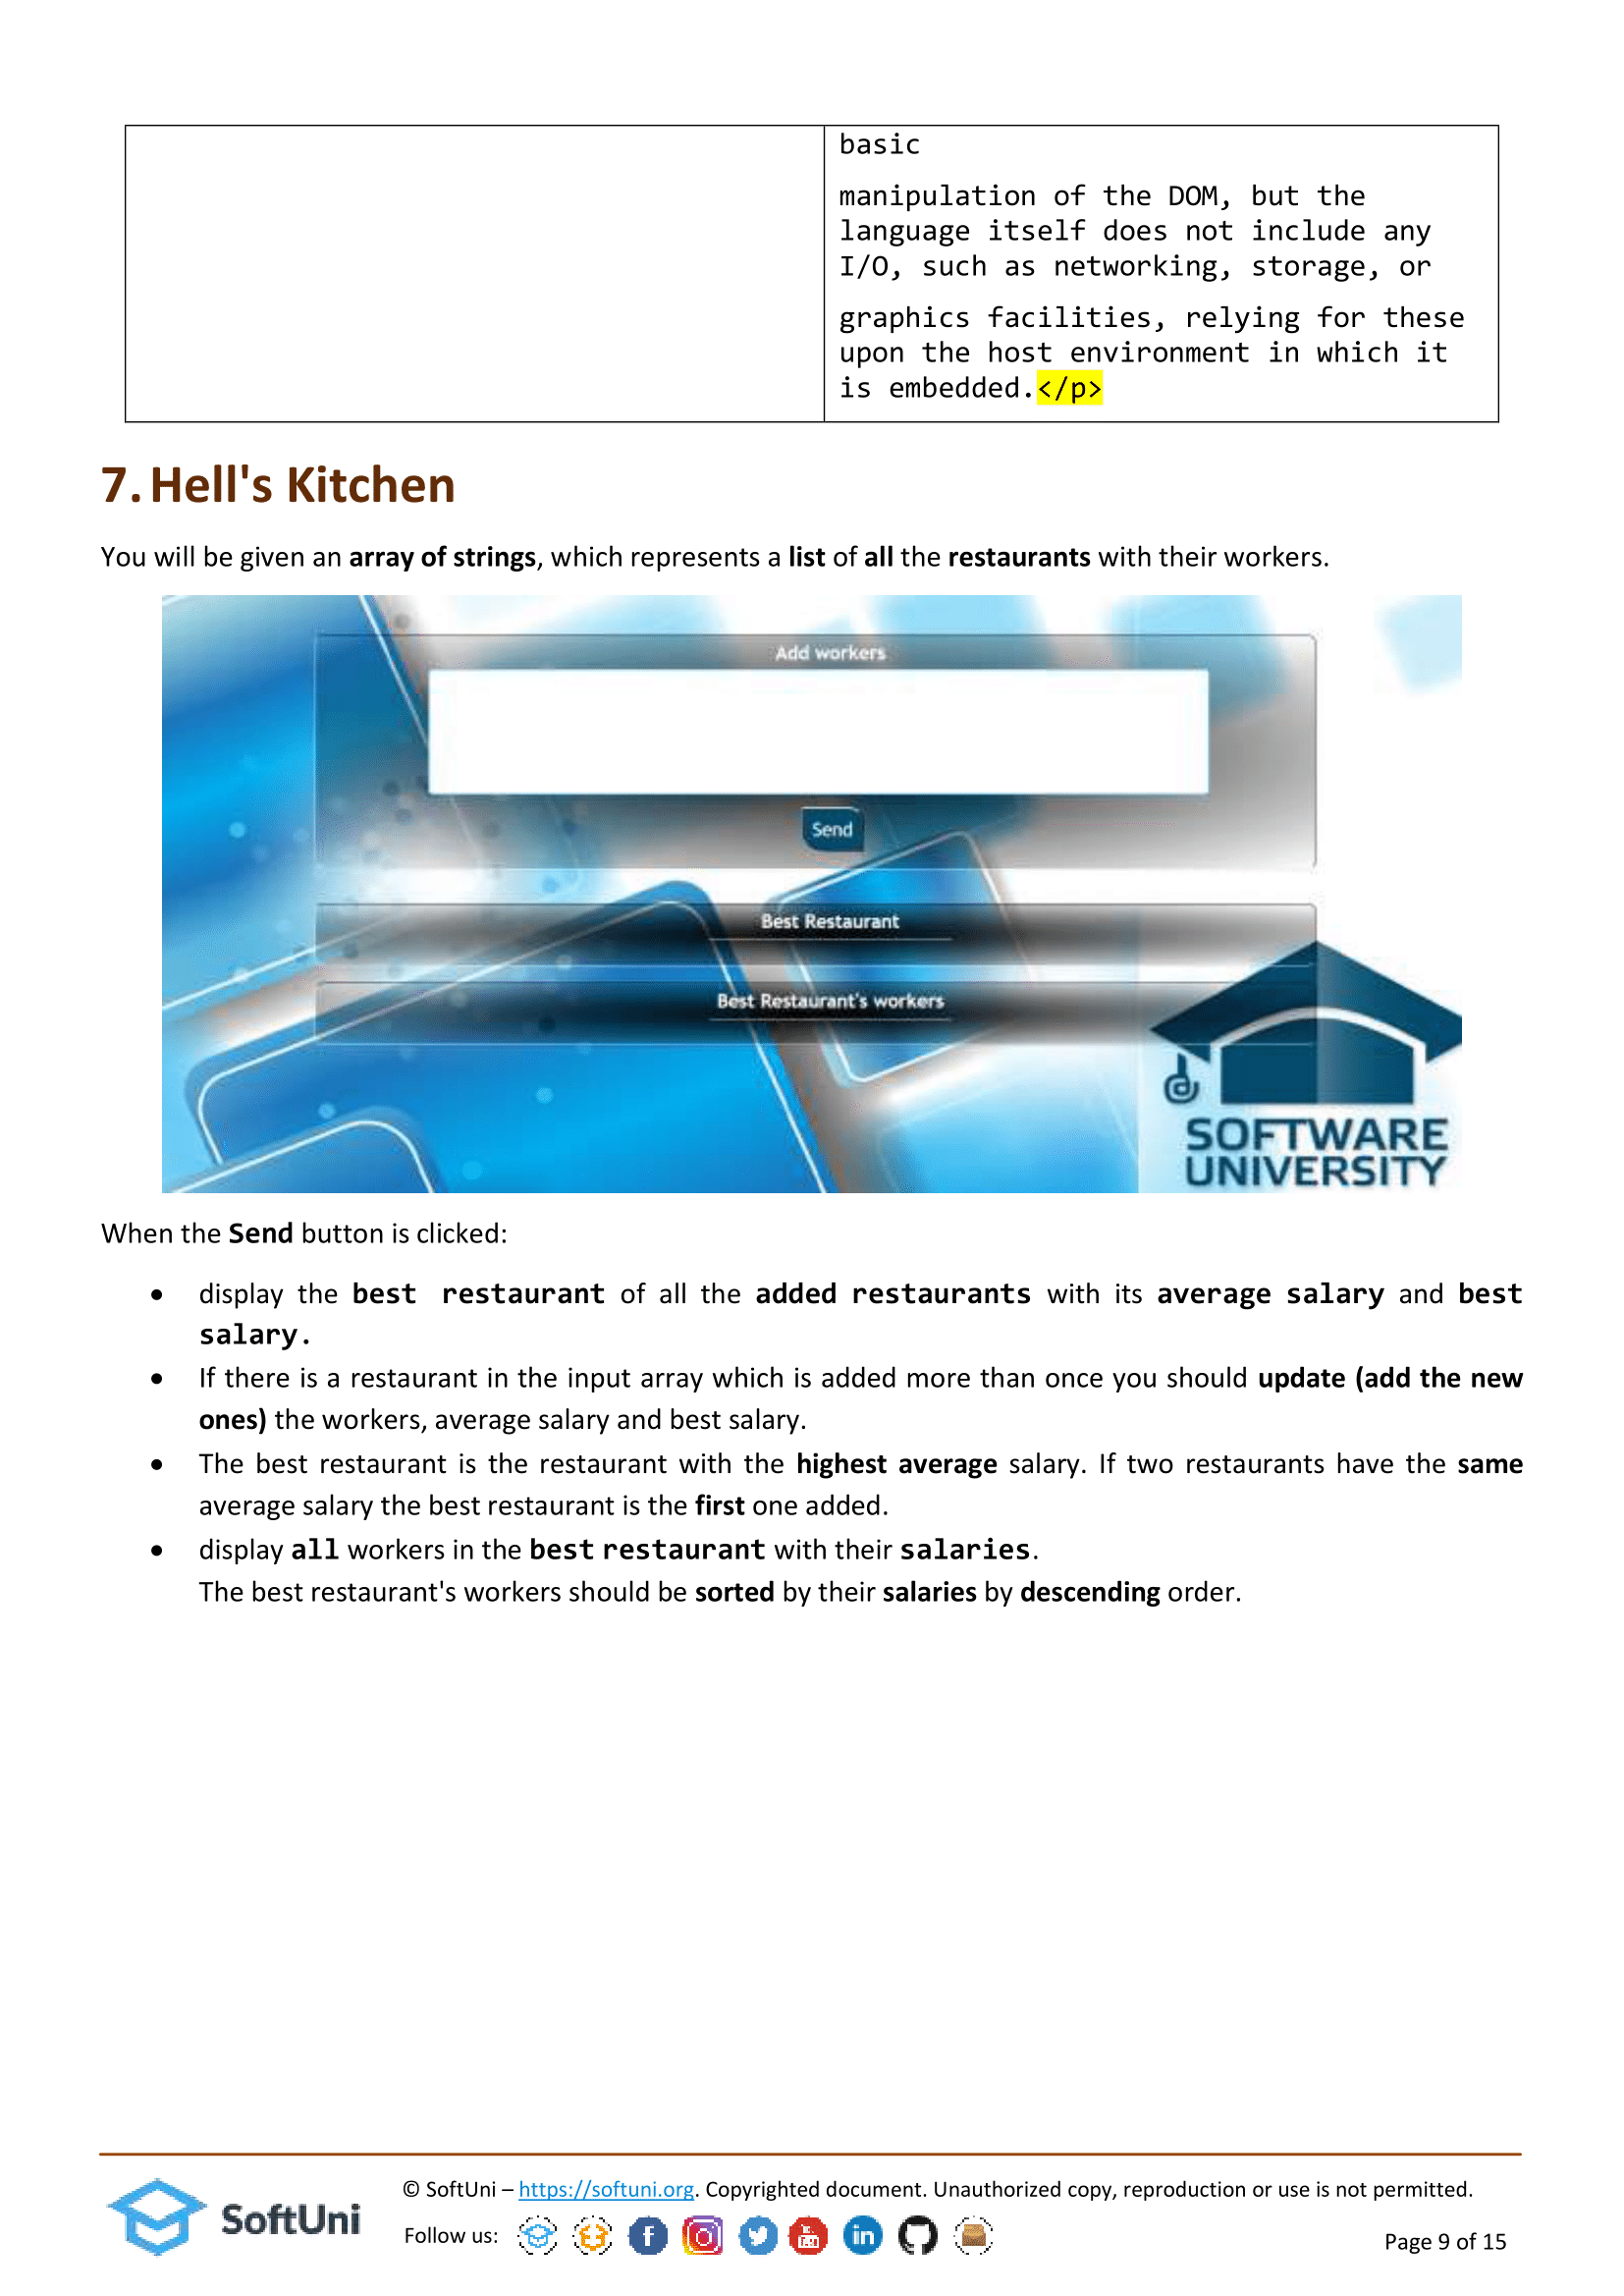 basic
manipulation of the DOM, but the
language itself does not include any
I/O, such as networking, storage, or
graphics facilities, relying for these
upon the host environment in which it
is embedded.</p>
7. Hell's Kitchen
You will be given an array of strings, which represents a list of all the restaurants with their workers.
Add workers
Send
Best Restaurant
Best Restaurant's workers
SOFTWARE
UNIVERSITY
When the Send button is clicked:
• display the best restaurant of all the added restaurants with its average salary and best
salary.
• If there is a restaurant in the input array which is added more than once you should update (add the new
ones) the workers, average salary and best salary.
• The best restaurant is the restaurant with the highest average salary. If two restaurants have the same
average salary the best restaurant is the first one added.
• display all workers in the best restaurant with their salaries.
The best restaurant's workers should be sorted by their salaries by descending order.
SoftUni
© SoftUni – https://softuni.org. Copyrighted document. Unauthorized copy, reproduction or use is not permitted.
Follow us:
Page 9 of 15